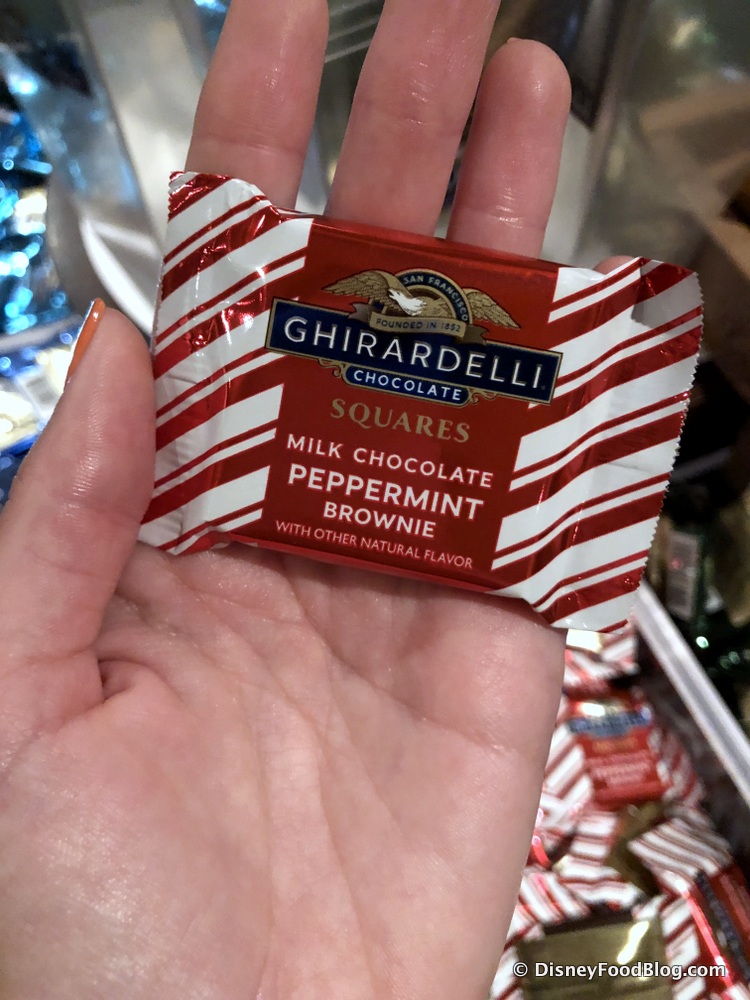 SAN FRANCISCO
FOUNDED IN 1852
GHIRARDELLI
CHOCOLATE
SQUARES
MILK CHOCOLATE
PEPPERMINT
BROWNIE
WITH OTHER NATURAL FLAVOR
© DisneyFoodBlog.com